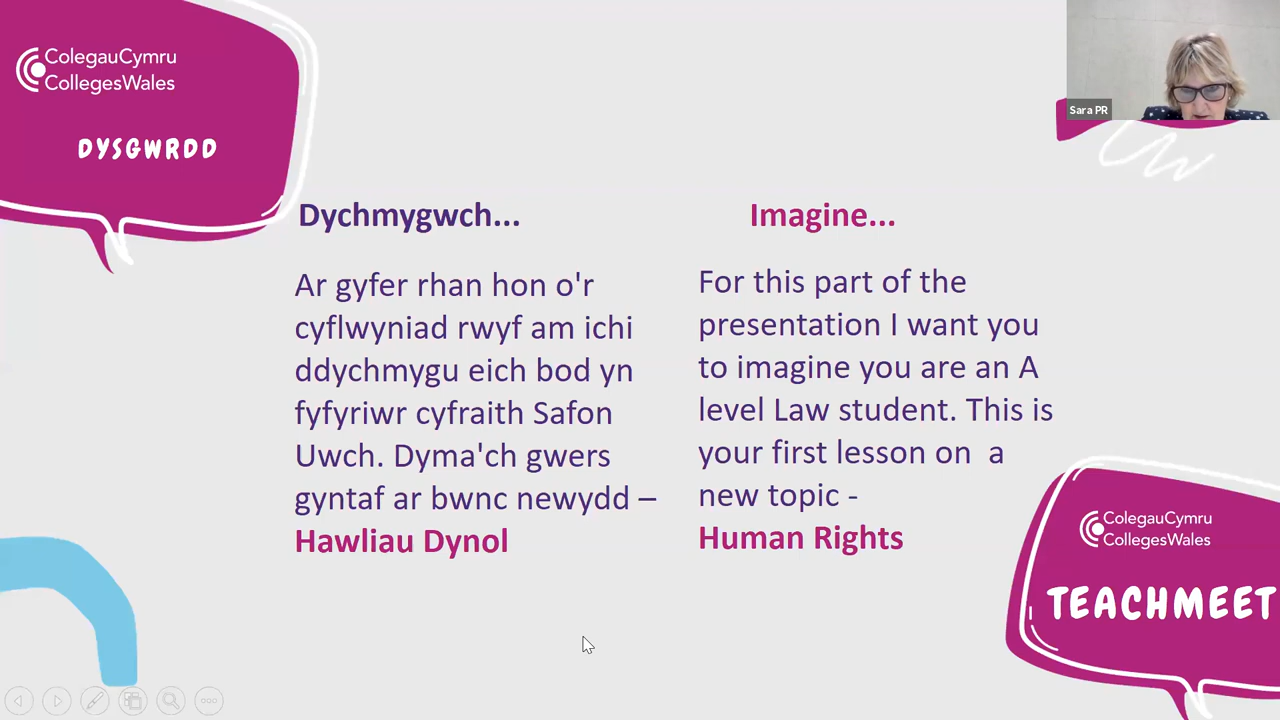 ColegauCymru
CollegesWales
DYSGWRDD
Sara PR
Dychmygwch...
Ar gyfer rhan hon o'r
cyflwyniad rwyf am ichi
ddychmygu eich bod yn
fyfyriwr cyfraith Safon
Uwch. Dyma'ch gwers
gyntaf ar bwnc newydd –
Hawliau Dynol
Imagine...
For this part of the
presentation I want you
to imagine you are an A
level Law student. This is
your first lesson on  a
new topic -
Human Rights
ColegauCymru
CollegesWales
TEACHMEET